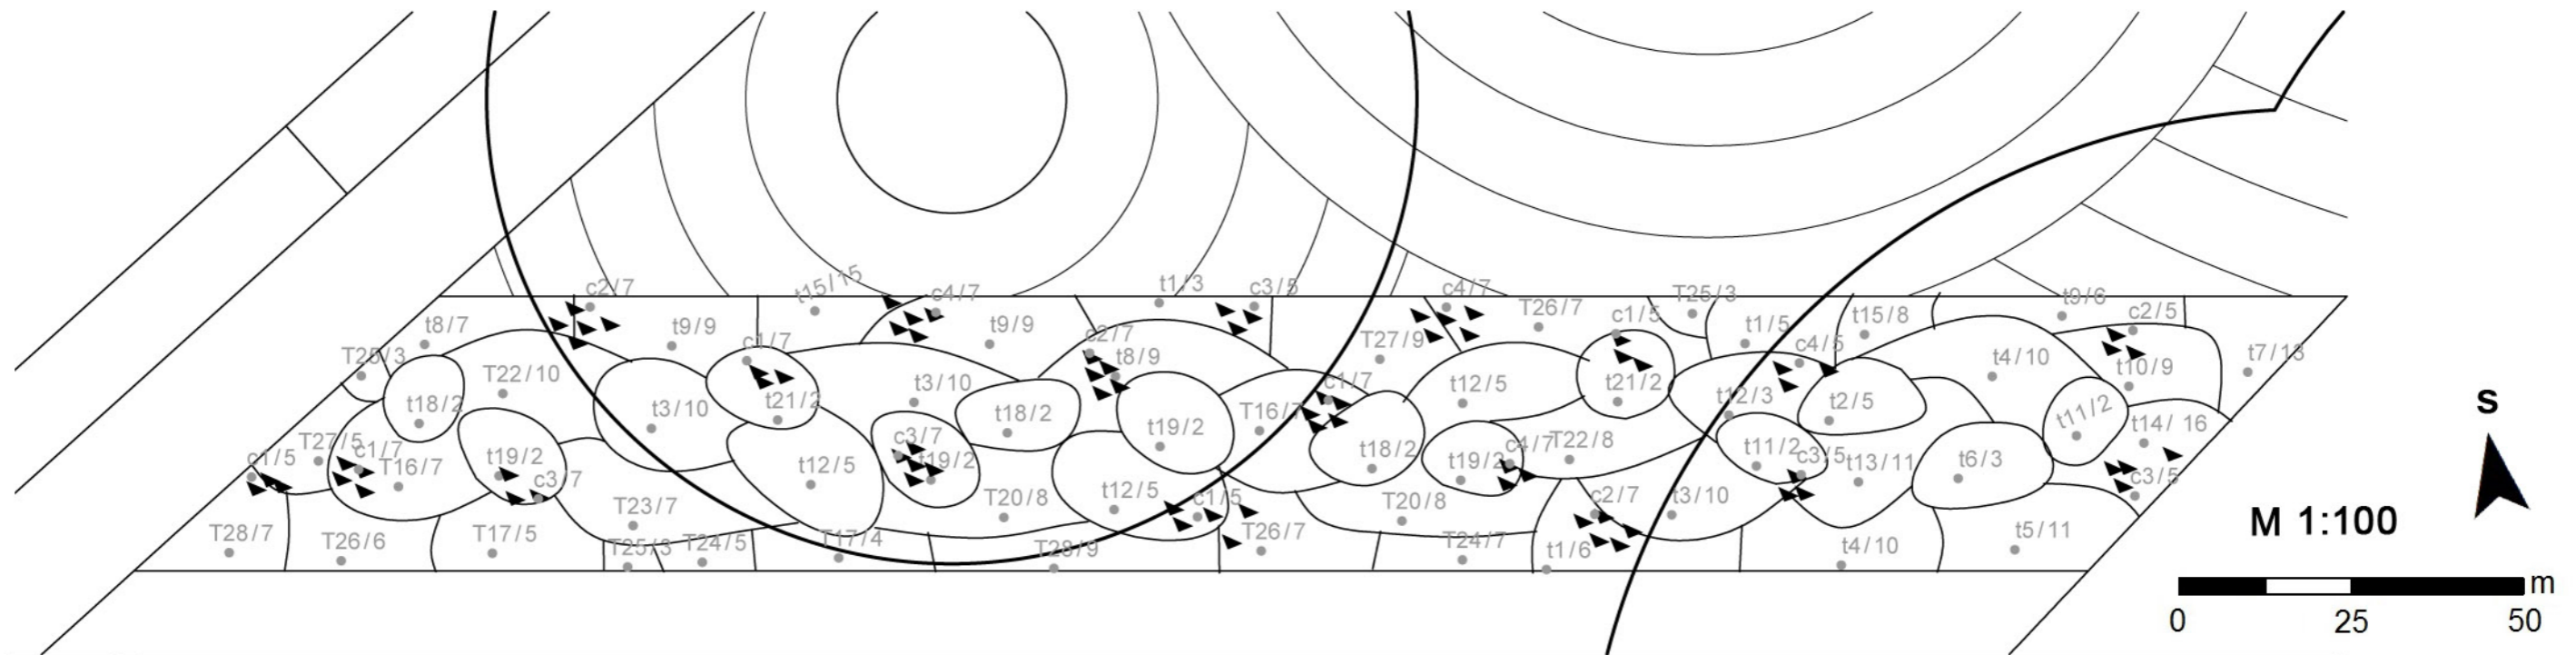 c2/7
t15/15
c4/7
t1/3
c3/5
c4/7
T26/7
c1/5
T25/3
t1/5
t15/8
t9/6
c2/5
t8/7
t9/9
c1/7
t9/9
c2/7
t8/9
T27/9
c4/5
t4/10
t10/9
t7/13
T25/3
T22/10
t18/2
t3/10
t21/2
t3/10
t18/2
t19/2
T16/7
c1/7
t12/5
t21/2
t12/3
t2/5
t11/2
t14/ 16
S
c1/5
T27/5
c1/7
T16/7
t19/2
c3/7
t12/5
c3/7
t19/2
T20/8
t12/5
c1/5
t18/2
t19/2
c4/7
T22/8
t11/2
c3/5
t13/11
t6/3
c3/5
T28/7
T26/6
T17/5
T23/7
T25/3
T24/5
T17/4
T28/9
T26/7
T20/8
T24/7
t1/6
c2/7
t3/10
t4/10
t5/11
M 1:100
m
0 25 50